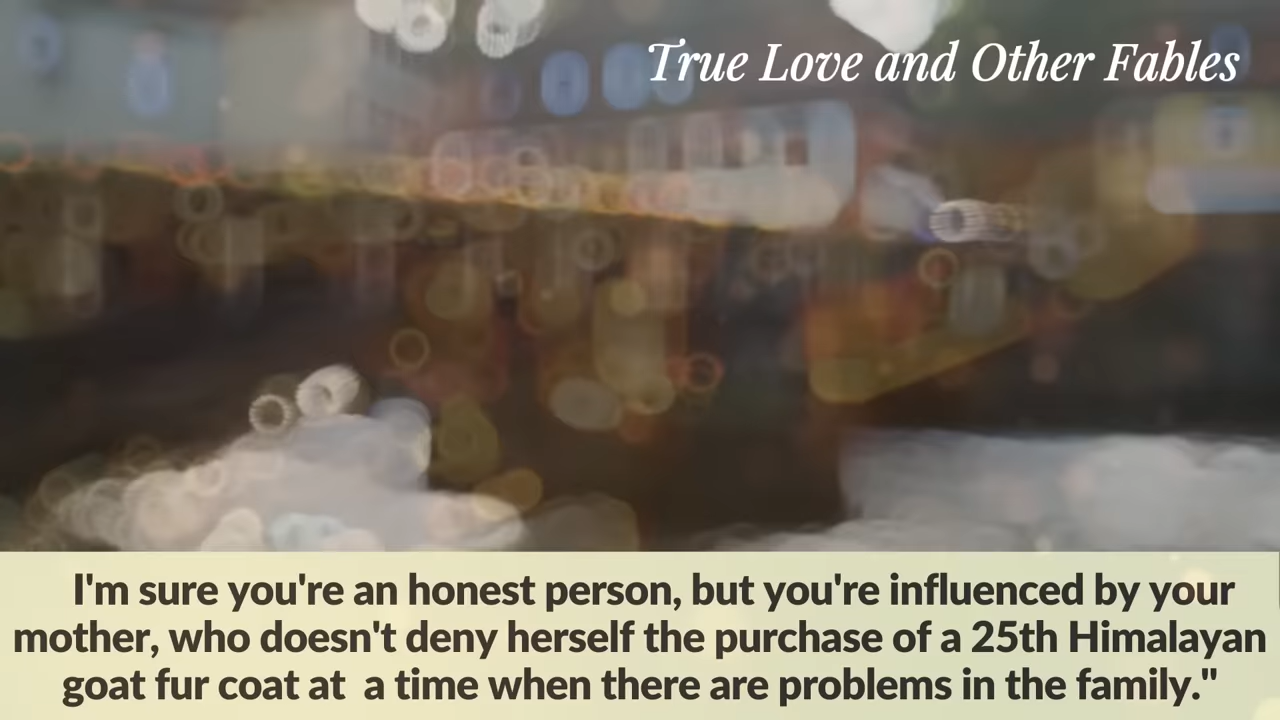 True Love and Other Fables
I'm sure you're an honest person, but you're influenced by your
mother, who doesn't deny herself the purchase of a 25th Himalayan
goat fur coat at  a time when there are problems in the family."